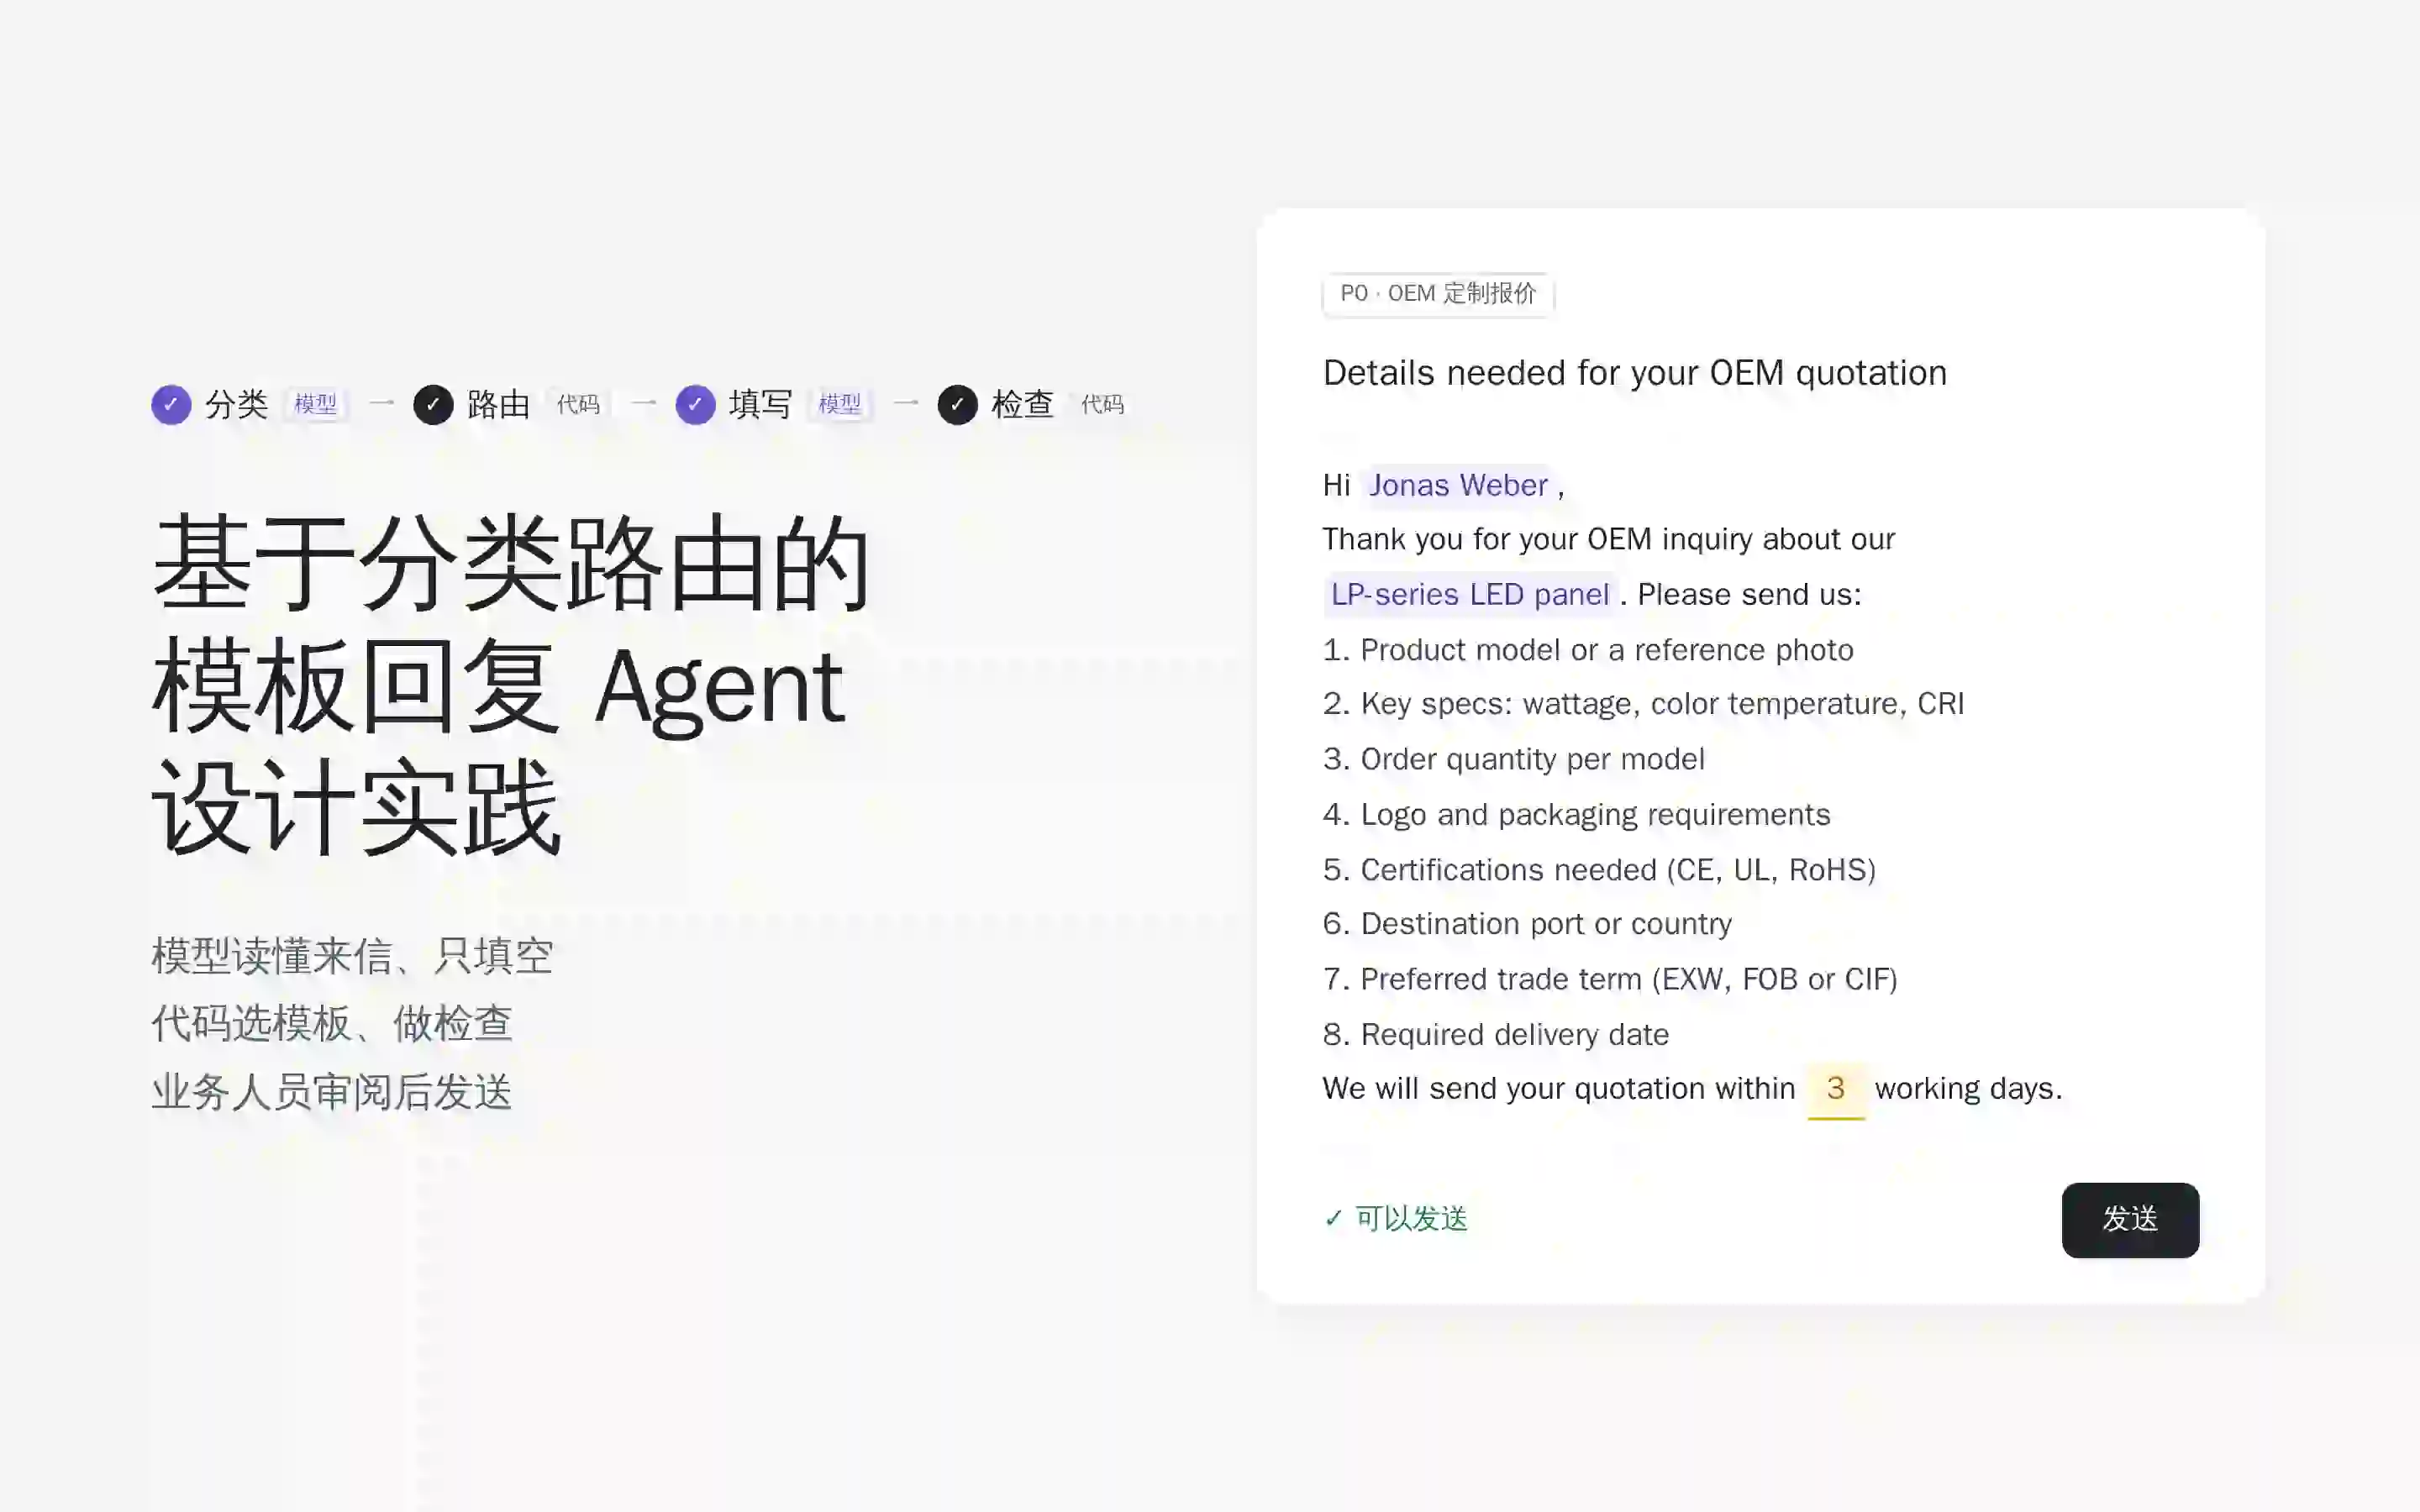 ✓ 分类 模型 → ✓ 路由 代码 → ✓ 填写 模型 → ✓ 检查 代码
基于分类路由的
模板回复 Agent
设计实践
模型读懂来信、只填空
代码选模板、做检查
业务人员审阅后发送
P0 · OEM 定制报价
Details needed for your OEM quotation
Hi Jonas Weber ,
Thank you for your OEM inquiry about our
LP-series LED panel . Please send us:
1. Product model or a reference photo
2. Key specs: wattage, color temperature, CRI
3. Order quantity per model
4. Logo and packaging requirements
5. Certifications needed (CE, UL, RoHS)
6. Destination port or country
7. Preferred trade term (EXW, FOB or CIF)
8. Required delivery date
We will send your quotation within 3 working days.
✓ 可以发送
发送